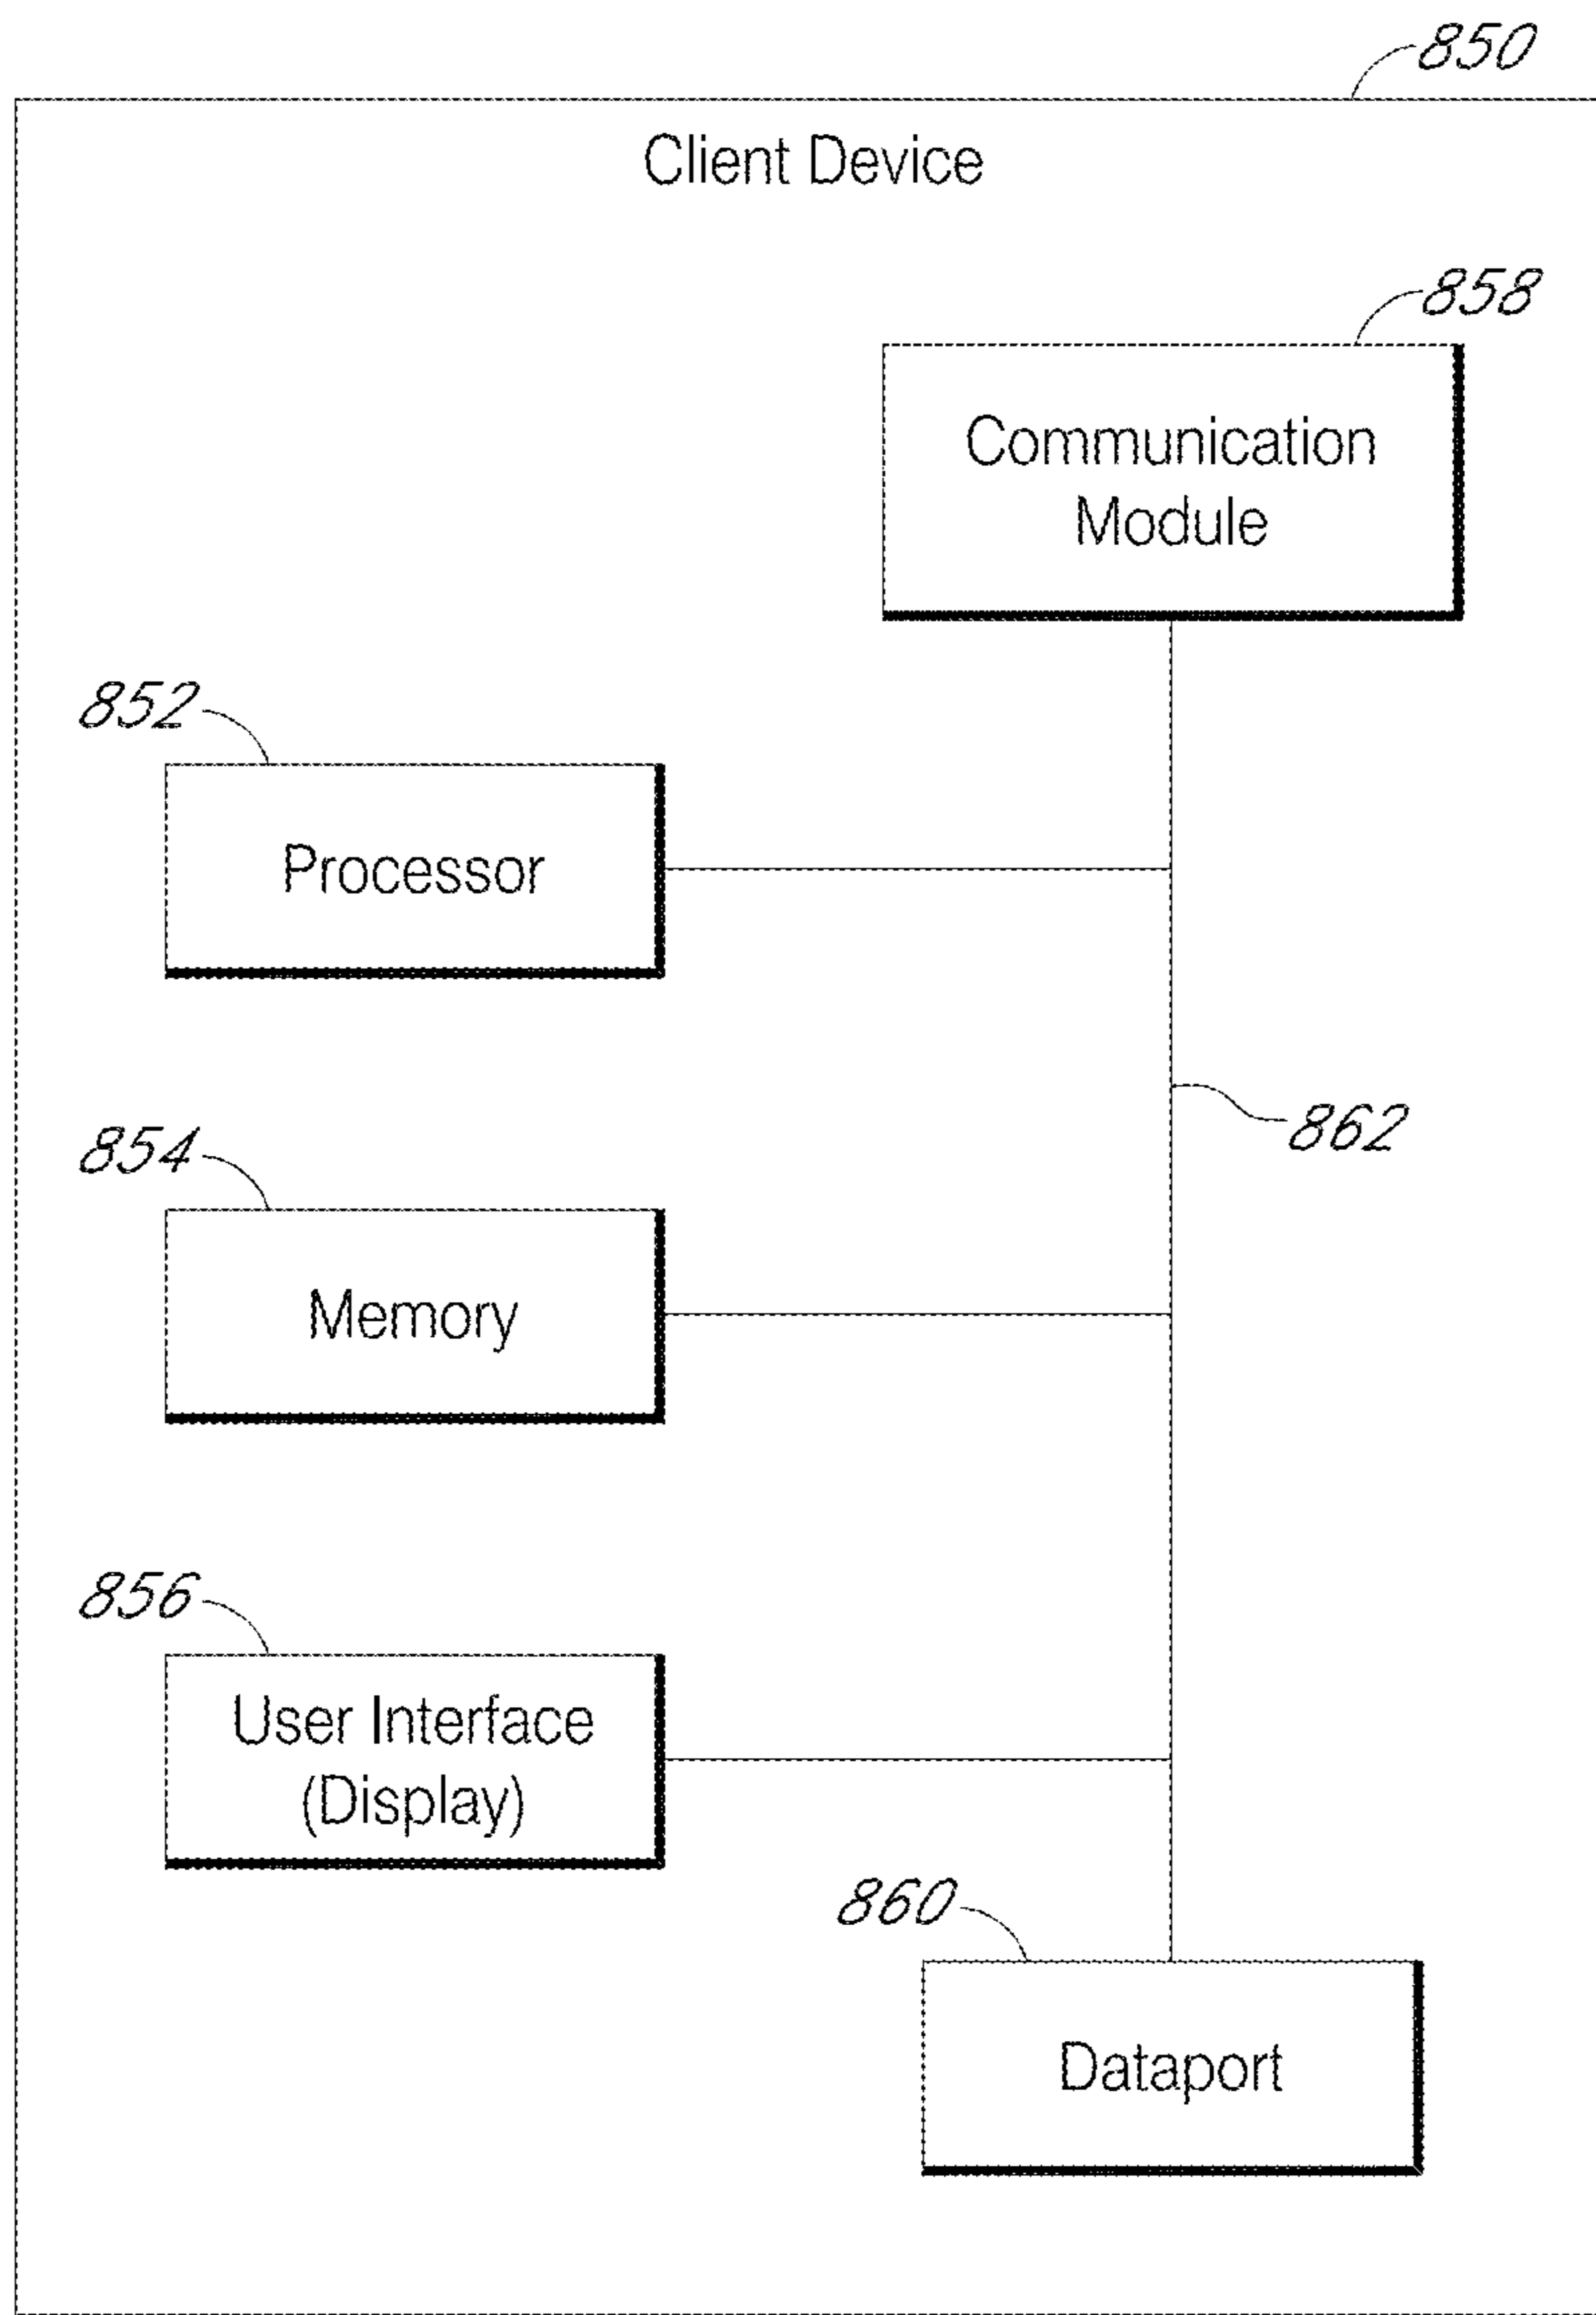 850
Client Device
858
Communication
Module
852
Processor
862
854
Memory
856
User Interface
(Display)
860
Dataport